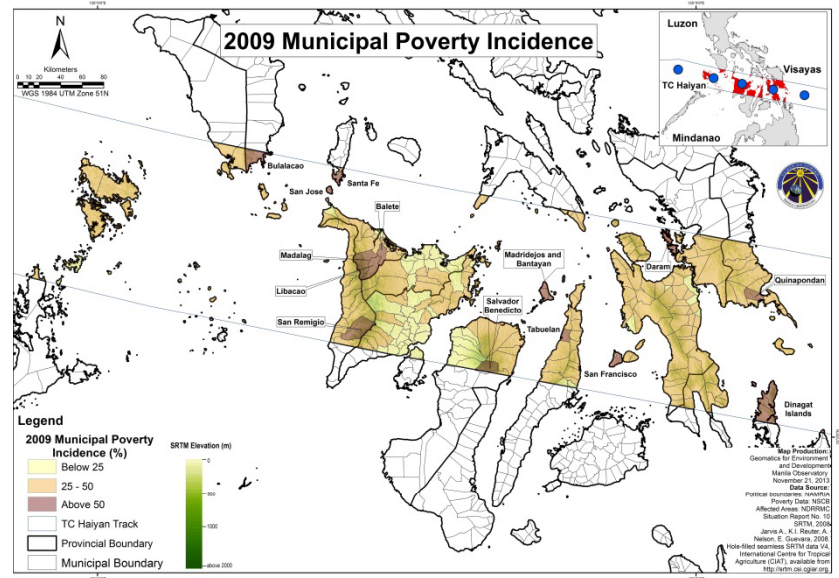 2009 Municipal Poverty Incidence
N
Kilometers
0 10 20 40 60 80
WGS 1984 UTM Zone 51N
Luzon
Visayas
TC Haiyan
Mindanao
Bulalacao
Santa Fe
San Jose
Balete
Madalag
Madridejos and
Bantayan
Daram
Quinapondan
Libacao
Salvador
Benedicto
San Remigio
Tabuelan
San Francisco
Dinagat
Islands
Legend
2009 Municipal Poverty
Incidence (%)
Below 25
25 - 50
Above 50
TC Haiyan Track
Provincial Boundary
Municipal Boundary
SRTM Elevation (m)
0
500
1000
above 2000
Map Production:
Geomatics for Environment
and Development
Manila Observatory
November 21, 2013
Data Source:
Political boundaries: NAMRIA
Poverty Data: NSCB
Affected Areas: NDRRMC
Situation Report No. 10
SRTM, 2008
Jarvis A., K.I. Reuter, A.
Nelson, E. Guevara, 2008.
Hole-filled seamless SRTM data V4,
International Centre for Tropical
Agriculture (CIAT), available from
http://srtm.csi.cgiar.org.